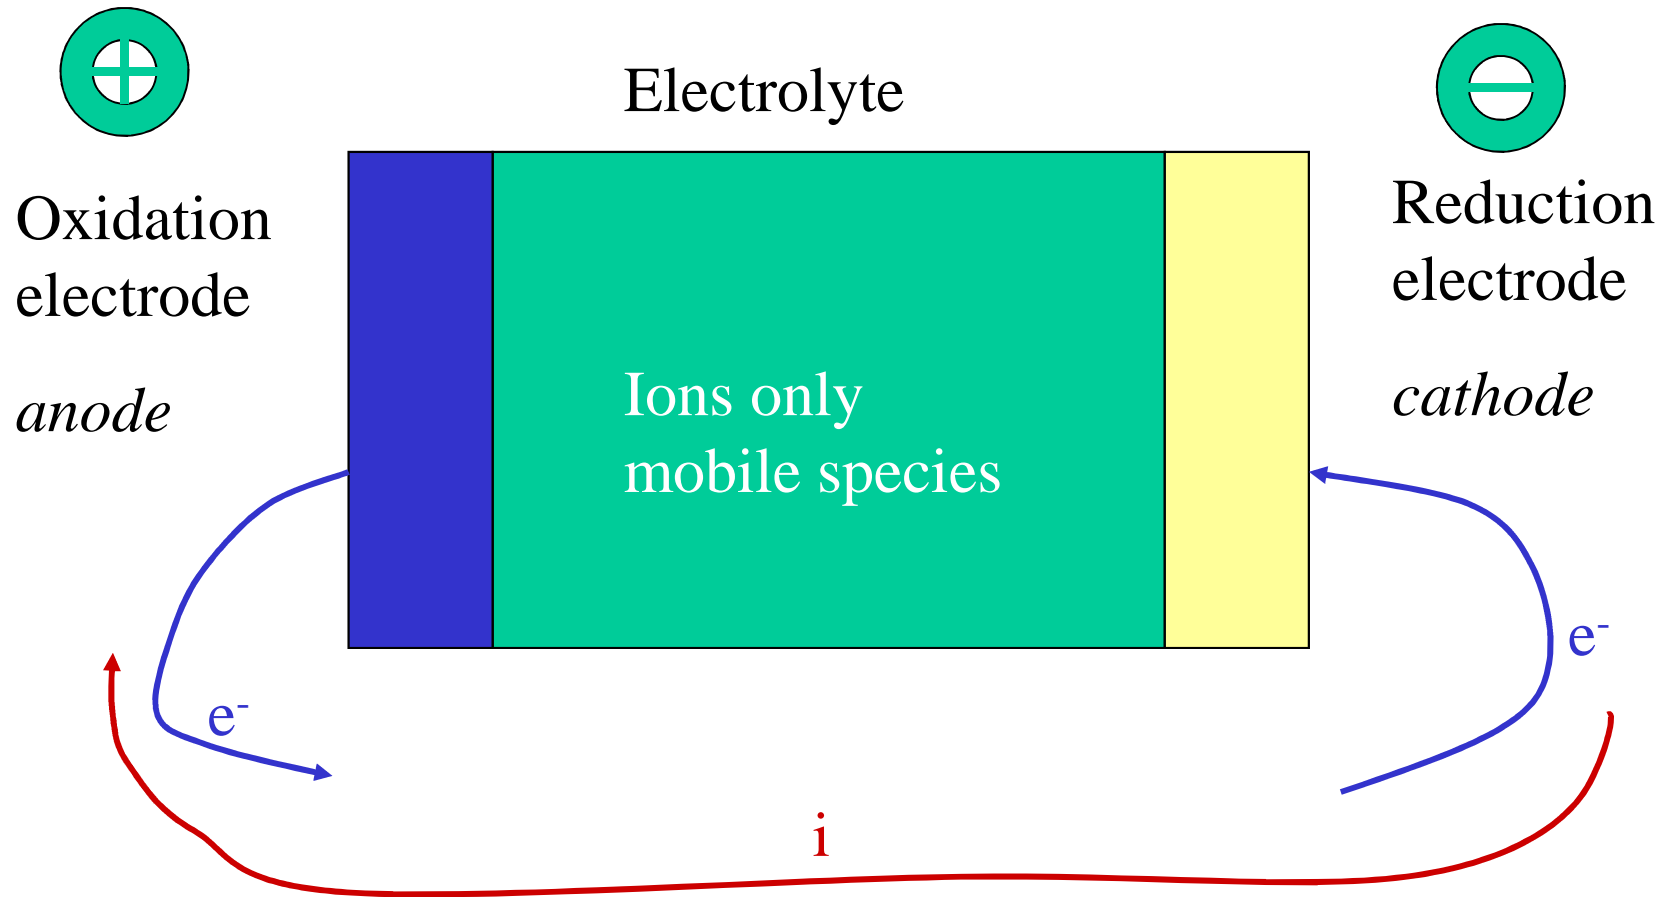 Electrolyte
Oxidation
electrode
anode
Ions only
mobile species
Reduction
electrode
cathode
e-
e-
i